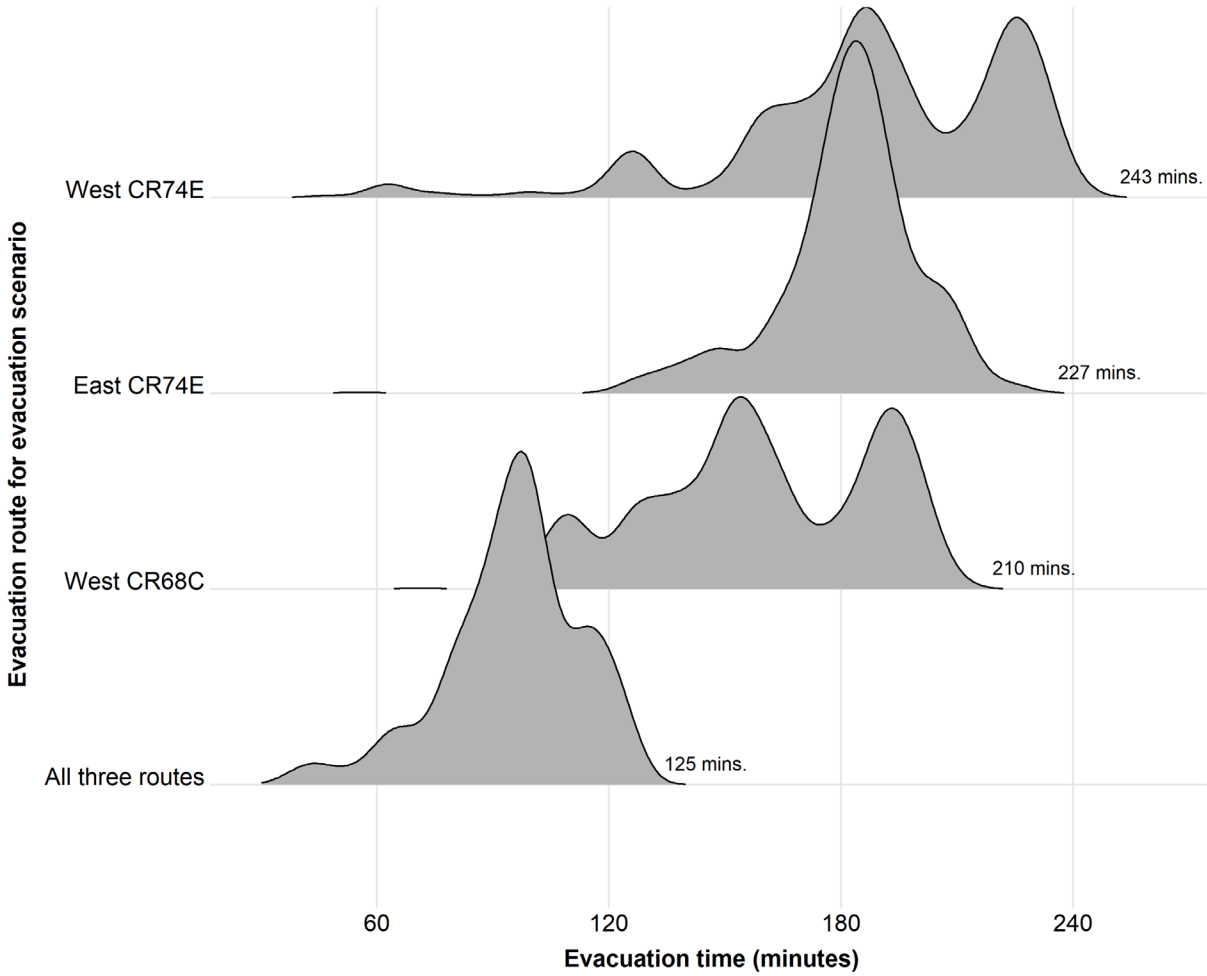 Evacuation route for evacuation scenario
West CR74E
243 mins.
East CR74E
227 mins.
West CR68C
210 mins.
All three routes
125 mins.
60 120 180 240
Evacuation time (minutes)